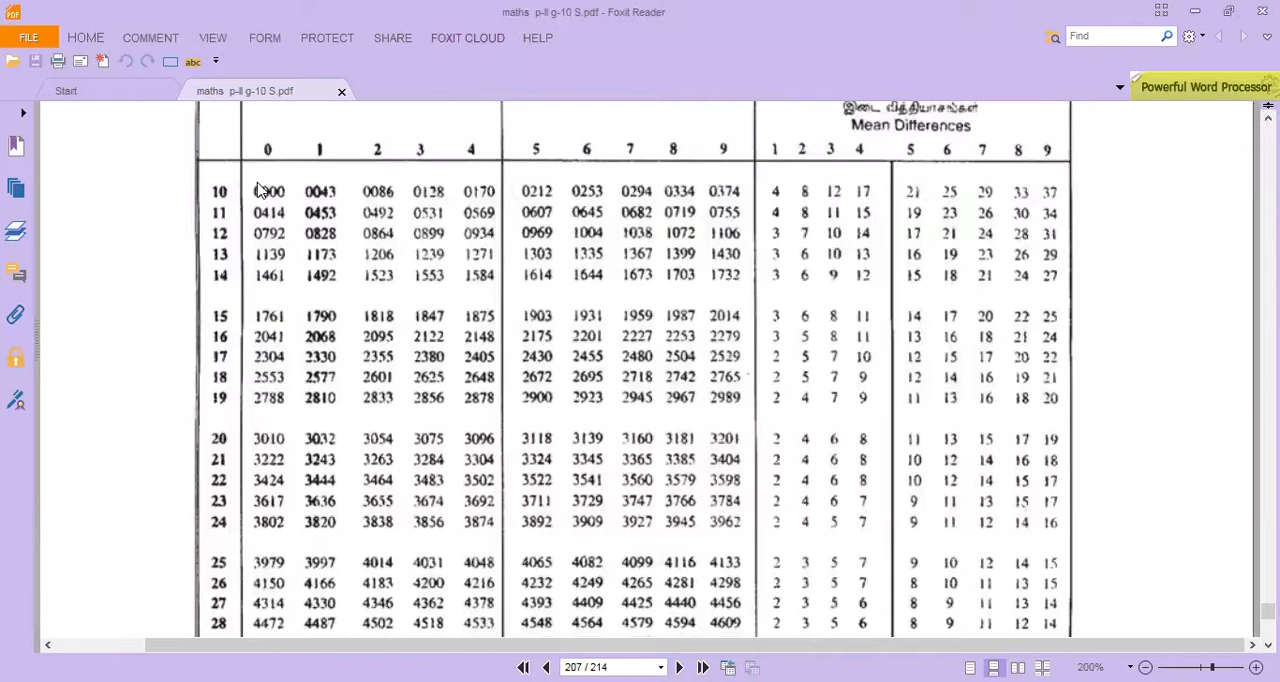 maths p-ll g-10 S.pdf - Foxit Reader
PDF
FILE HOME COMMENT VIEW FORM PROTECT SHARE FOXIT CLOUD HELP Find
abc
Start maths p-ll g-10 S.pdf Powerful Word Processor
இடை வித்தியாசங்கள்
Mean Differences
0 1 2 3 4 5 6 7 8 9 1 2 3 4 5 6 7 8 9
10 0000 0043 0086 0128 0170 0212 0253 0294 0334 0374 4 8 12 17 21 25 29 33 37
11 0414 0453 0492 0531 0569 0607 0645 0682 0719 0755 4 8 11 15 19 23 26 30 34
12 0792 0828 0864 0899 0934 0969 1004 1038 1072 1106 3 7 10 14 17 21 24 28 31
13 1139 1173 1206 1239 1271 1303 1335 1367 1399 1430 3 6 10 13 16 19 23 26 29
14 1461 1492 1523 1553 1584 1614 1644 1673 1703 1732 3 6 9 12 15 18 21 24 27
15 1761 1790 1818 1847 1875 1903 1931 1959 1987 2014 3 6 8 11 14 17 20 22 25
16 2041 2068 2095 2122 2148 2175 2201 2227 2253 2279 3 5 8 11 13 16 18 21 24
17 2304 2330 2355 2380 2405 2430 2455 2480 2504 2529 2 5 7 10 12 15 17 20 22
18 2553 2577 2601 2625 2648 2672 2695 2718 2742 2765 2 5 7 9 12 14 16 19 21
19 2788 2810 2833 2856 2878 2900 2923 2945 2967 2989 2 4 7 9 11 13 16 18 20
20 3010 3032 3054 3075 3096 3118 3139 3160 3181 3201 2 4 6 8 11 13 15 17 19
21 3222 3243 3263 3284 3304 3324 3345 3365 3385 3404 2 4 6 8 10 12 14 16 18
22 3424 3444 3464 3483 3502 3522 3541 3560 3579 3598 2 4 6 8 10 12 14 15 17
23 3617 3636 3655 3674 3692 3711 3729 3747 3766 3784 2 4 6 7 9 11 13 15 17
24 3802 3820 3838 3856 3874 3892 3909 3927 3945 3962 2 4 5 7 9 11 12 14 16
25 3979 3997 4014 4031 4048 4065 4082 4099 4116 4133 2 3 5 7 9 10 12 14 15
26 4150 4166 4183 4200 4216 4232 4249 4265 4281 4298 2 3 5 7 8 10 11 13 15
27 4314 4330 4346 4362 4378 4393 4409 4425 4440 4456 2 3 5 6 8 9 11 13 14
28 4472 4487 4502 4518 4533 4548 4564 4579 4594 4609 2 3 5 6 8 9 11 12 14
207 / 214 200%